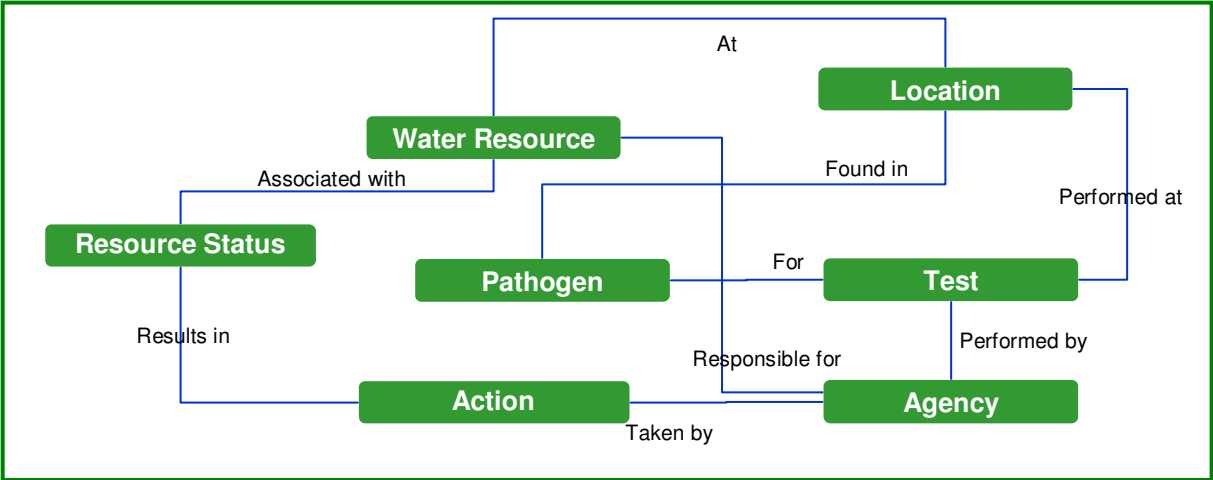 At
Location
Water Resource
Found in
Associated with
Performed at
Resource Status
For
Pathogen
Test
Results in
Performed by
Responsible for
Action
Agency
Taken by